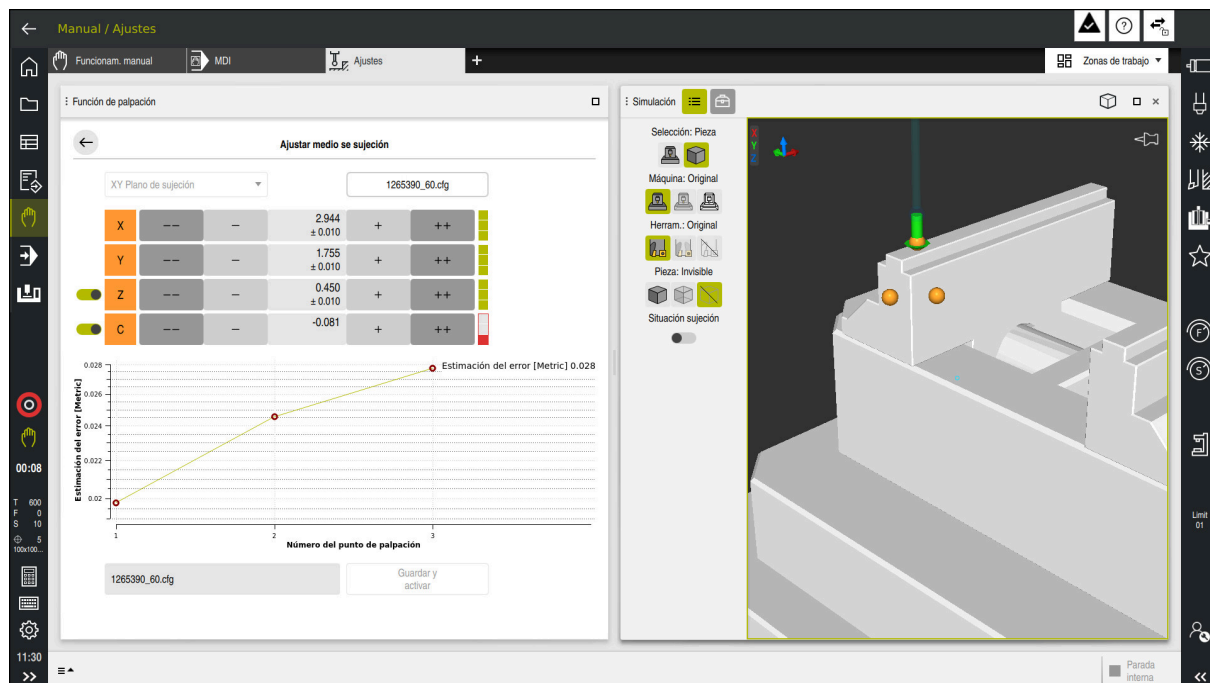 Manual / Ajustes
Funcionam. manual
MDI
Ajustes
+
Zonas de trabajo
Función de palpación
Ajustar medio se sujeción
XY Plano de sujeción
1265390_60.cfg
X -- - 2.944 ± 0.010 + ++
Y -- - 1.755 ± 0.010 + ++
Z -- - 0.450 ± 0.010 + ++
C -- - -0.081 + ++
Estimación del error [Metric]
0.028
0.026
0.024
0.022
0.02
Estimación del error [Metric] 0.028
1
2
3
Número del punto de palpación
1265390_60.cfg
Guardar y
activar
Simulación
Selección: Pieza
Máquina: Original
Herram.: Original
Pieza: Invisible
Situación sujeción
X
Y
Z
00:08
T 600
F 0
S 10
5
100x100...
11:30
F
S
Limit
01
Parada
interna